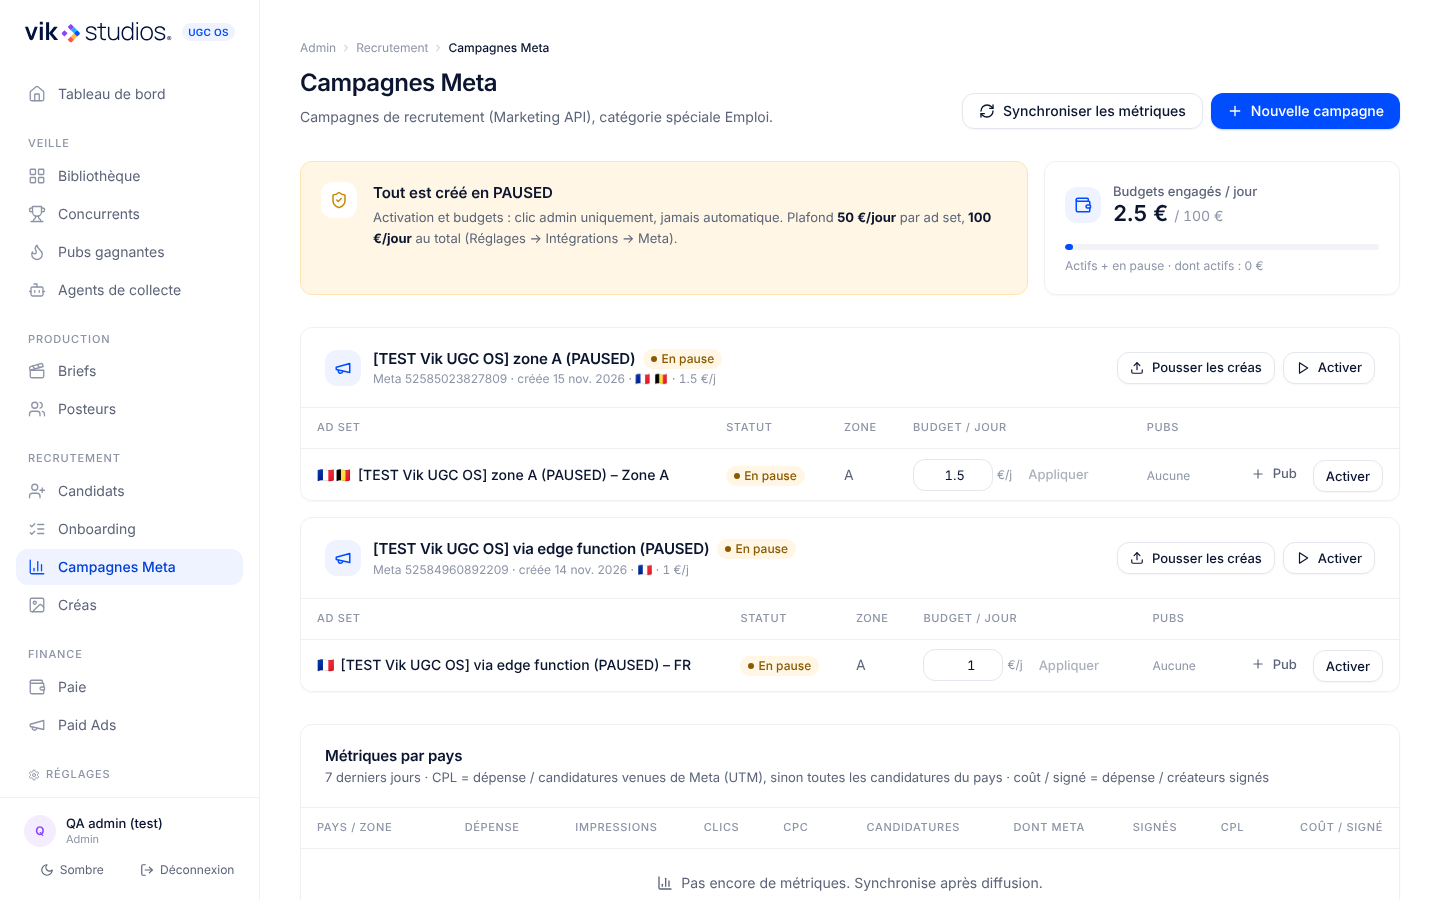 vik studios® UGC OS
Tableau de bord
VEILLE
Bibliothèque
Concurrents
Pubs gagnantes
Agents de collecte
PRODUCTION
Briefs
Posteurs
RECRUTEMENT
Candidats
Onboarding
Campagnes Meta
Créas
FINANCE
Paie
Paid Ads
RÉGLAGES
Q QA admin (test)
Admin
Sombre Déconnexion
Admin > Recrutement > Campagnes Meta
Campagnes Meta
Campagnes de recrutement (Marketing API), catégorie spéciale Emploi.
Synchroniser les métriques + Nouvelle campagne
Tout est créé en PAUSED
Activation et budgets : clic admin uniquement, jamais automatique. Plafond 50 €/jour par ad set, 100
€/jour au total (Réglages → Intégrations → Meta).
Budgets engagés / jour
2.5 € / 100 €
Actifs + en pause · dont actifs : 0 €
[TEST Vik UGC OS] zone A (PAUSED) En pause
Meta 52585023827809 · créée 15 nov. 2026 · 🇫🇷 🇧🇪 · 1.5 €/j
Pousser les créas Activer
AD SET STATUT ZONE BUDGET / JOUR PUBS
🇫🇷🇧🇪 [TEST Vik UGC OS] zone A (PAUSED) – Zone A En pause A 1.5 €/j Appliquer Aucune + Pub Activer
[TEST Vik UGC OS] via edge function (PAUSED) En pause
Meta 52584960892209 · créée 14 nov. 2026 · 🇫🇷 · 1 €/j
Pousser les créas Activer
AD SET STATUT ZONE BUDGET / JOUR PUBS
🇫🇷 [TEST Vik UGC OS] via edge function (PAUSED) – FR En pause A 1 €/j Appliquer Aucune + Pub Activer
Métriques par pays
7 derniers jours · CPL = dépense / candidatures venues de Meta (UTM), sinon toutes les candidatures du pays · coût / signé = dépense / créateurs signés
PAYS / ZONE DÉPENSE IMPRESSIONS CLICS CPC CANDIDATURES DONT META SIGNÉS CPL COÛT / SIGNÉ
Pas encore de métriques. Synchronise après diffusion.